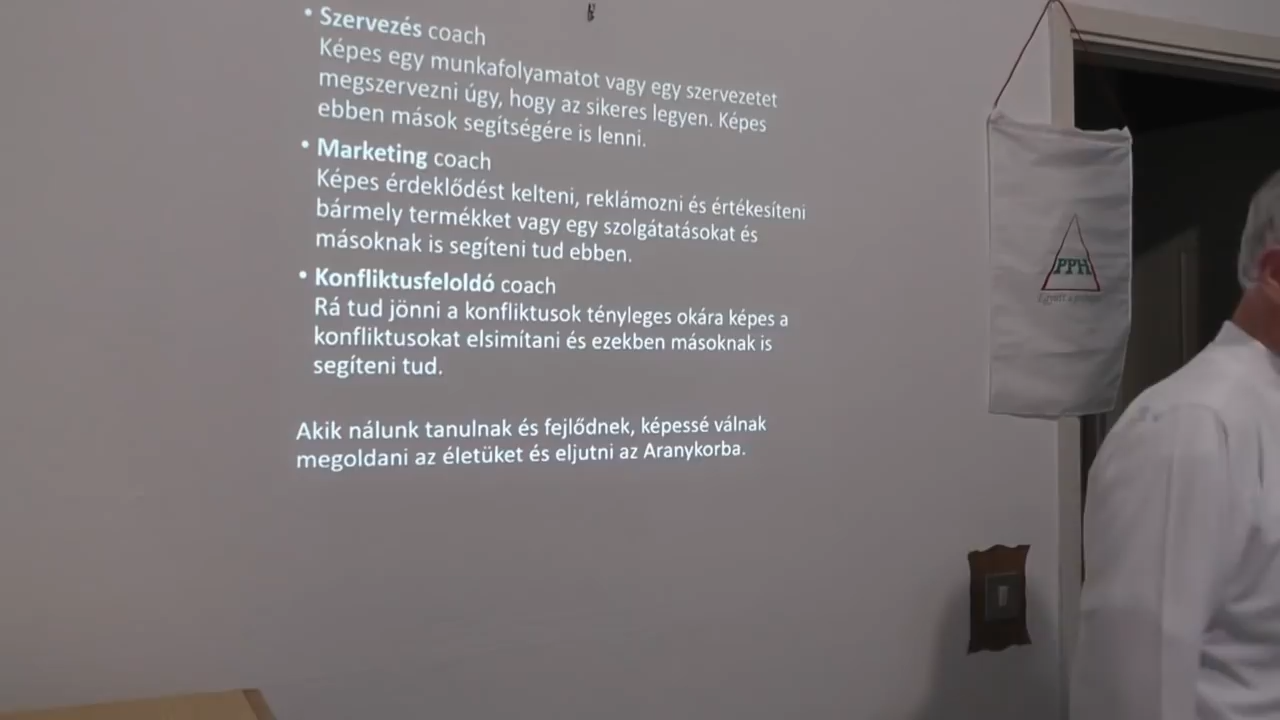 • Szervezés coach
Képes egy munkafolyamatot vagy egy szervezetet
megszervezni úgy, hogy az sikeres legyen. Képes
ebben mások segítségére is lenni.
• Marketing coach
Képes érdeklődést kelteni, reklámozni és értékesíteni
bármely termékket vagy egy szolgátatásokat és
másoknak is segíteni tud ebben.
• Konfliktusfeloldó coach
Rá tud jönni a konfliktusok tényleges okára képes a
konfliktusokat elsimítani és ezekben másoknak is
segíteni tud.
Akik nálunk tanulnak és fejlődnek, képessé válnak
megoldani az életüket és eljutni az Aranykorba.
PPH
Együtt